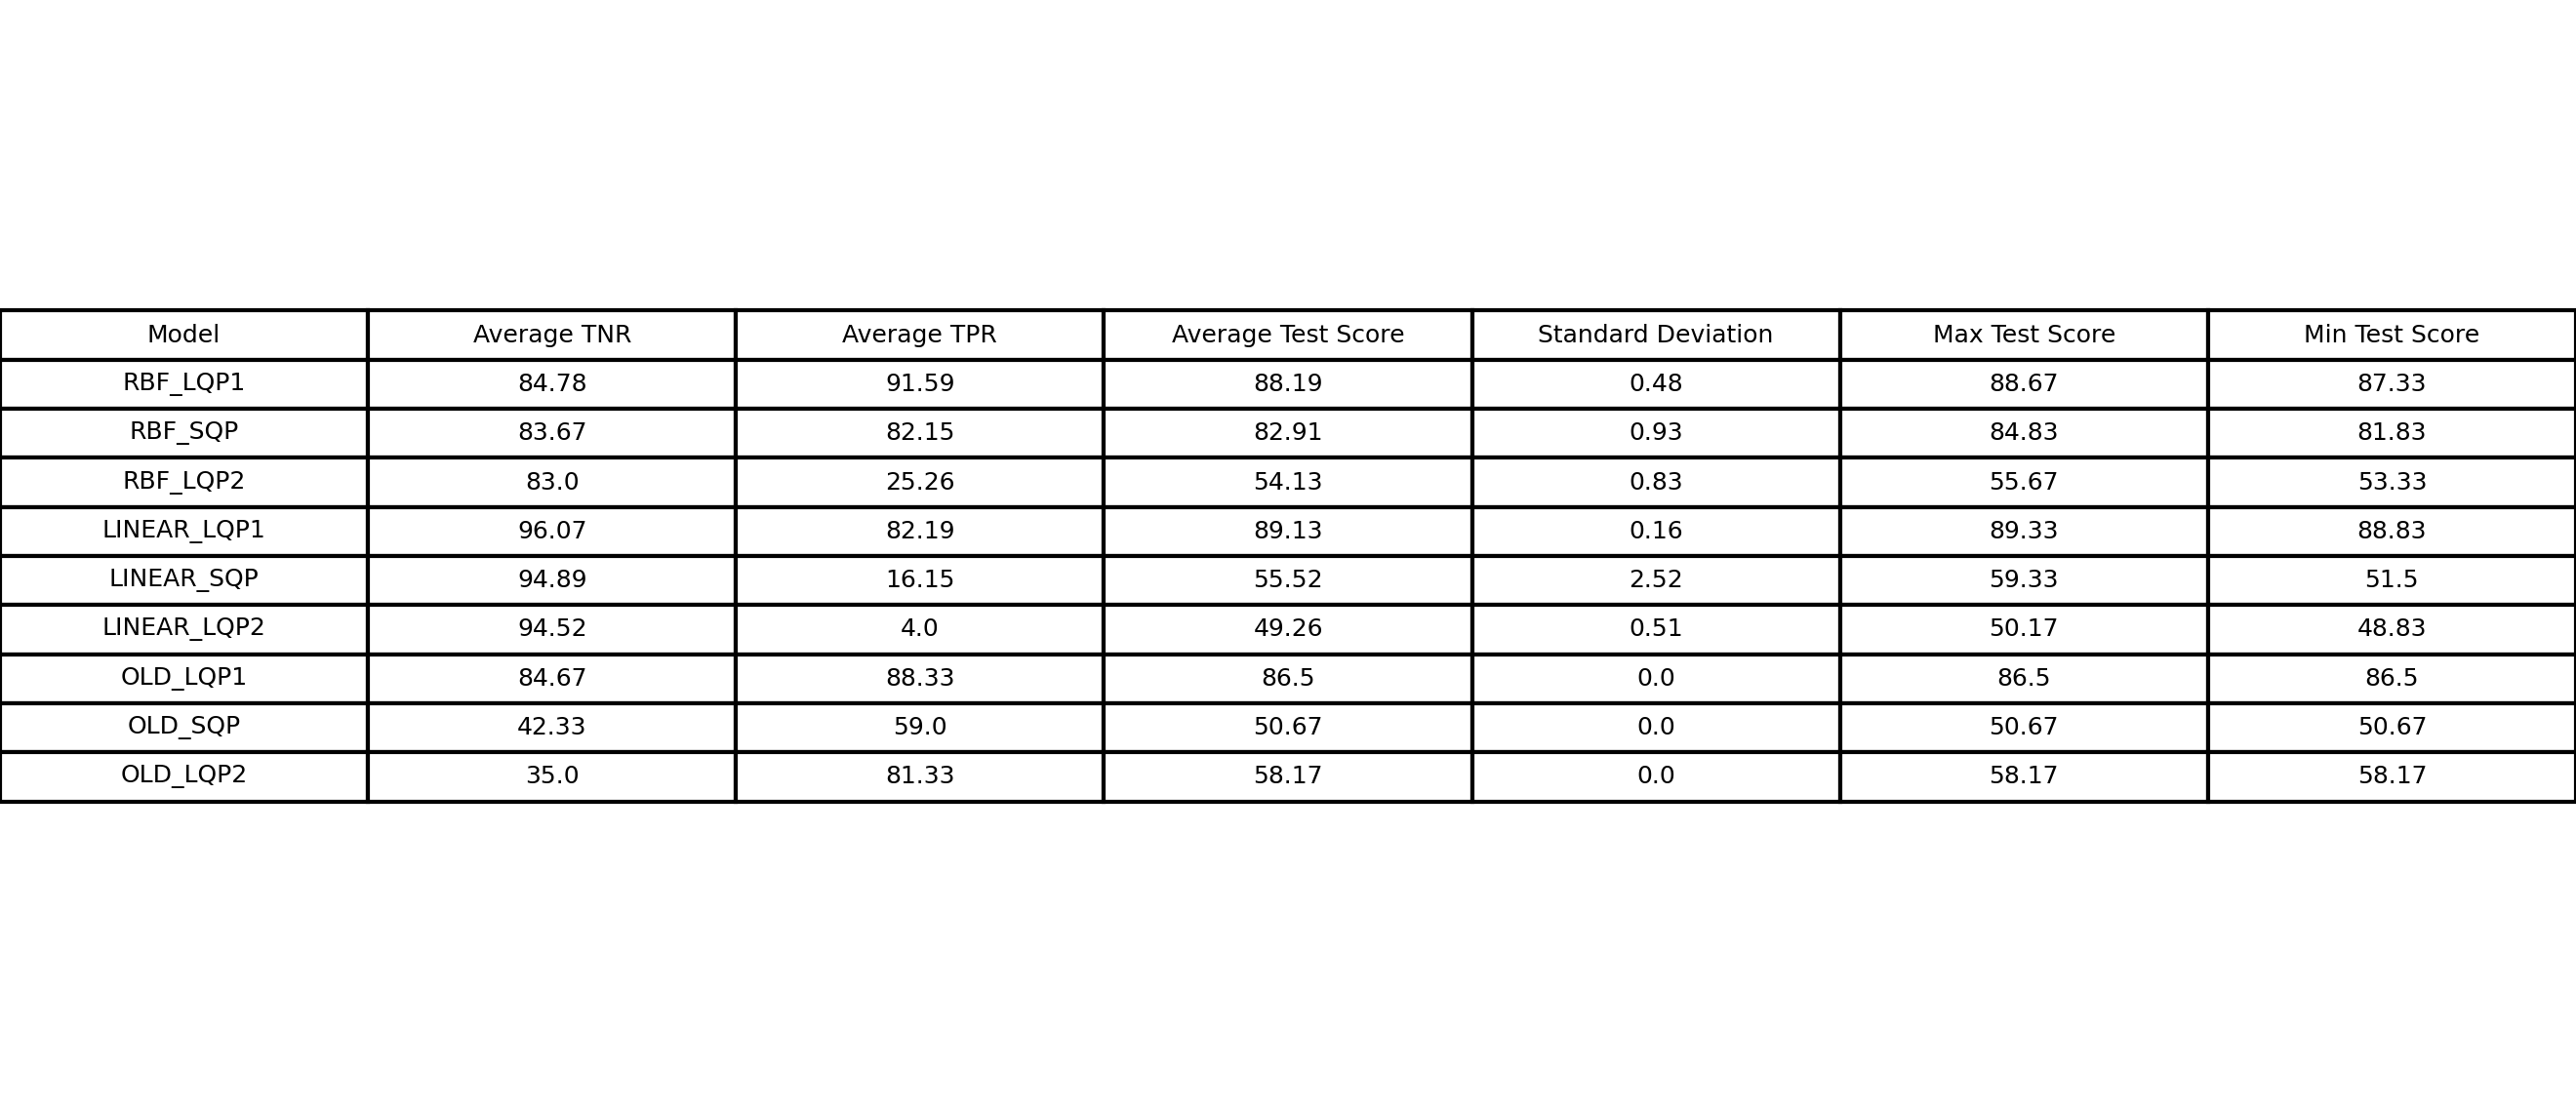 Model Average TNR Average TPR Average Test Score Standard Deviation Max Test Score Min Test Score
RBF_LQP1 84.78 91.59 88.19 0.48 88.67 87.33
RBF_SQP 83.67 82.15 82.91 0.93 84.83 81.83
RBF_LQP2 83.0 25.26 54.13 0.83 55.67 53.33
LINEAR_LQP1 96.07 82.19 89.13 0.16 89.33 88.83
LINEAR_SQP 94.89 16.15 55.52 2.52 59.33 51.5
LINEAR_LQP2 94.52 4.0 49.26 0.51 50.17 48.83
OLD_LQP1 84.67 88.33 86.5 0.0 86.5 86.5
OLD_SQP 42.33 59.0 50.67 0.0 50.67 50.67
OLD_LQP2 35.0 81.33 58.17 0.0 58.17 58.17